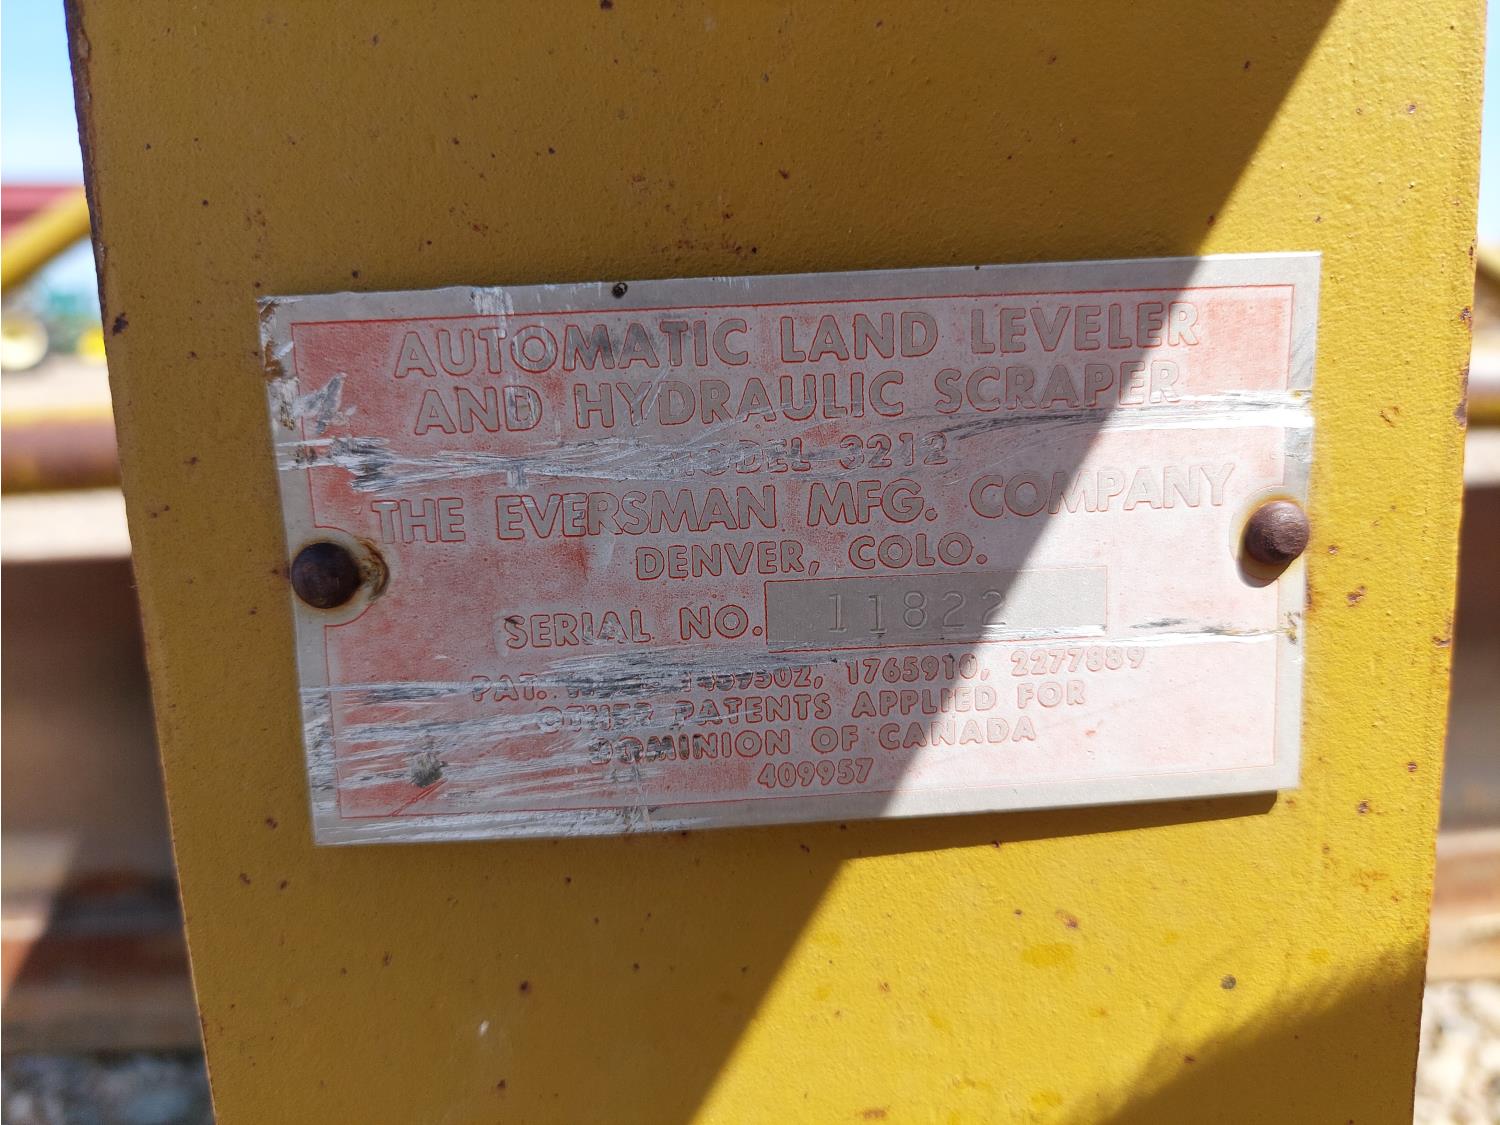 AUTOMATIC LAND LEVELER
AND HYDRAULIC SCRAPER
MODEL 3212
THE EVERSMAN MFG. COMPANY
DENVER, COLO.
SERIAL NO. 11822
PAT. 1765910, 2277889
OTHER PATENTS APPLIED FOR
DOMINION OF CANADA
409957